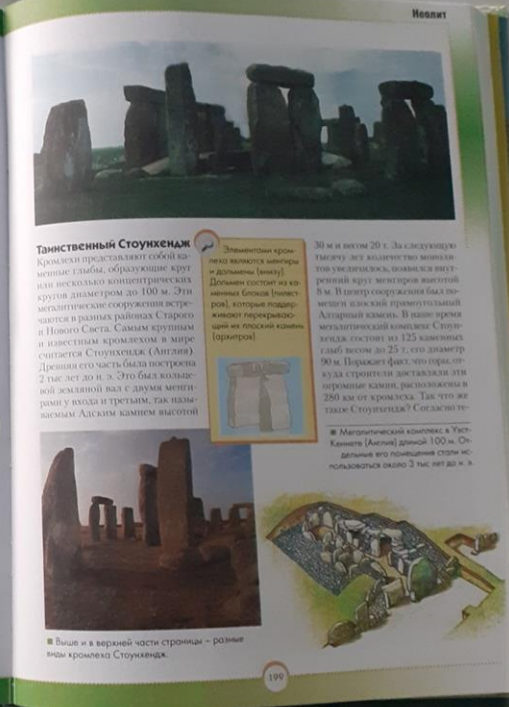 Неолит
Таинственный Стоунхендж
Кромлехи представляют собой ка-
менные глыбы, образующие круг
или несколько концентрических
кругов диаметром до 100 м. Эти
мегалитические сооружения встре-
чаются в разных районах Старого
и Нового Света. Самым крупным
и известным кромлехом в мире
считается Стоунхендж (Англия).
Древняя его часть была построена
2 тыс лет до н. э. Это был кольце-
вой земляной вал с двумя менги-
рами у входа и третьим, так назы-
ваемым Адским камнем высотой
Элементами кром-
леха являются менгиры
и дольмены (внизу).
Дольмен состоит из ка-
менных блоков (пилест-
ров), которые поддер-
живают перекрываю-
щий их плоский камень
(архитров)
30 м и весом 20 т. За следующую
тысячу лет количество моноли-
тов увеличилось, появился внут-
ренний круг менгиров высотой
8 м. В центр сооружения был по-
мещен плоский прямоугольный
Алтарный камень. В наше время
мегалитический комплекс Стоун-
хендж состоит из 125 каменных
глыб весом до 25 т, его диаметр
90 м. Поражает факт, что горы, от-
куда строители доставляли эти
огромные камни, расположены в
280 км от кромлеха. Так что же
такое Стоунхендж? Согласно те-
Мегалитический комплекс в Уэст-
Кеннете (Англия) длиной 100 м. От-
дельные его помещения стали ис-
пользоваться около 3 тыс лет до н. э.
Выше и в верхней части страницы – разные
виды кромлеха Стоунхендж.
199